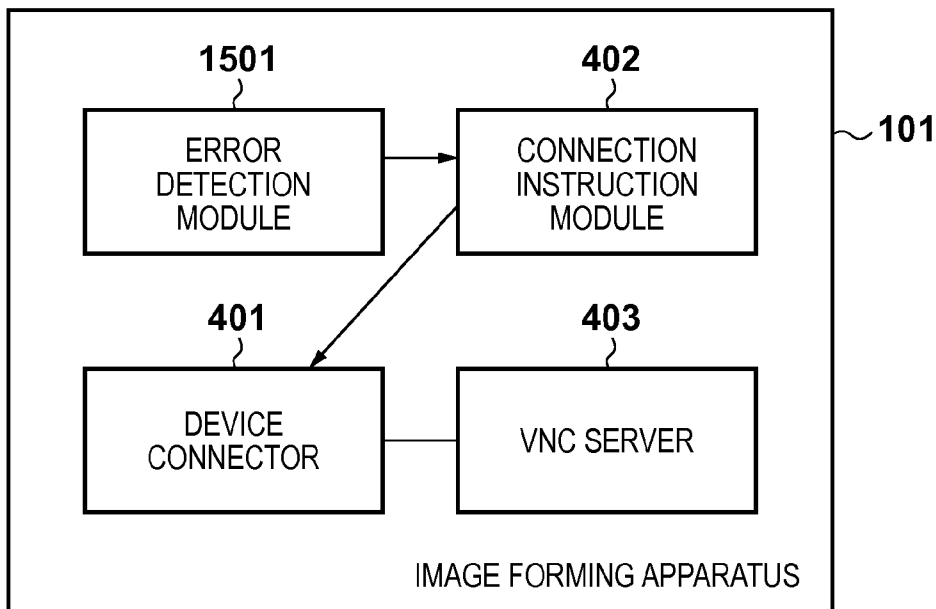 1501
402
101
ERROR
DETECTION
MODULE
CONNECTION
INSTRUCTION
MODULE
401
403
DEVICE
CONNECTOR
VNC SERVER
IMAGE FORMING APPARATUS